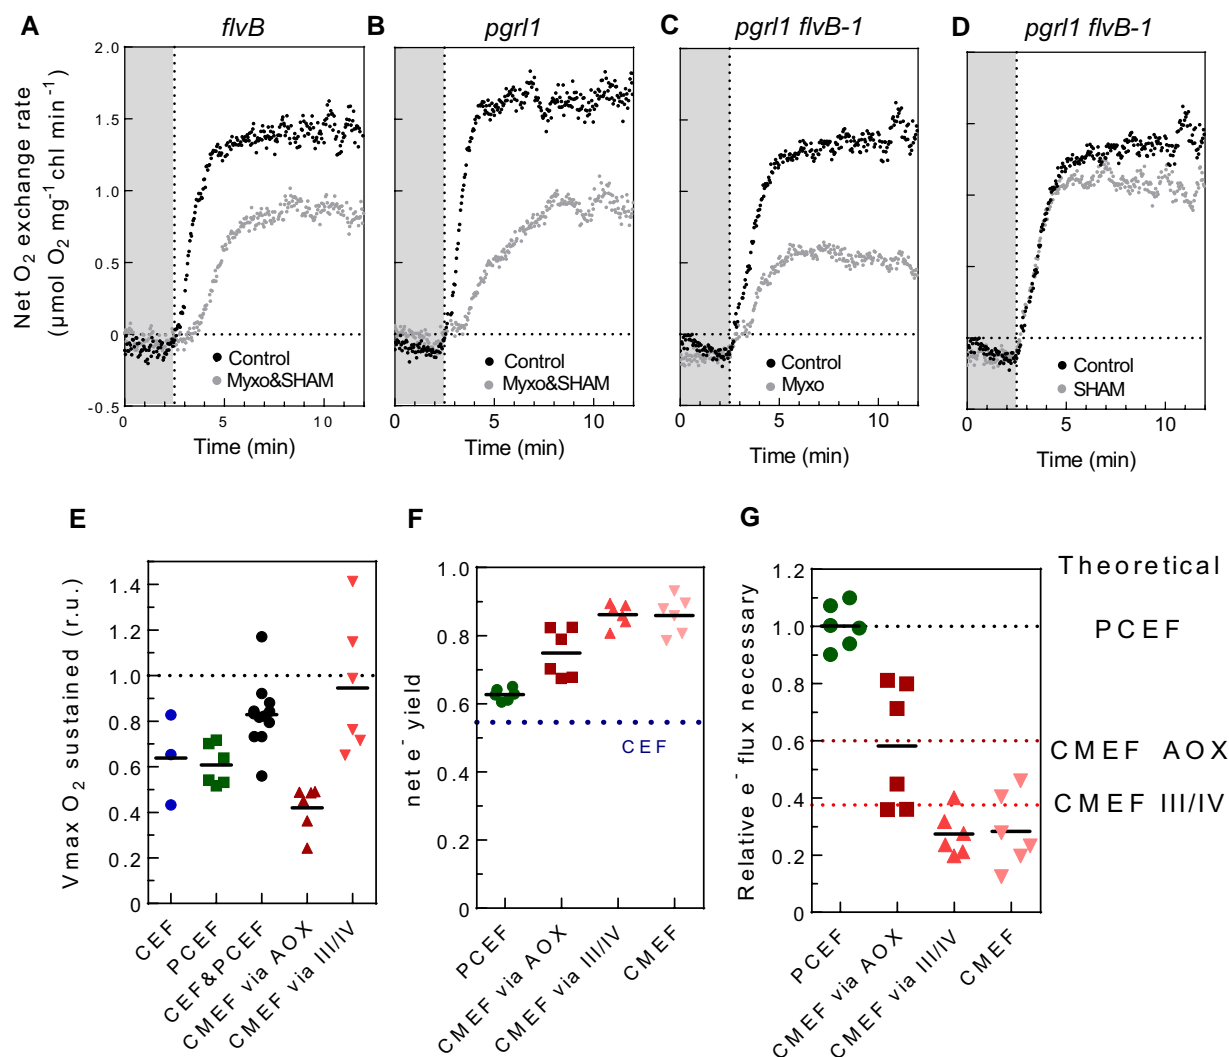 A flvB
B pgrl1
C pgrl1 flvB-1
D pgrl1 flvB-1
Net O2 exchange rate
(µmol O2 mg-1 chl min-1)
2.0
1.5
1.0
0.5
0
-0.5
Control
Myxo&SHAM
0 5 10
Time (min)
Control
Myxo&SHAM
0 5 10
Time (min)
Control
Myxo
0 5 10
Time (min)
Control
SHAM
0 5 10
Time (min)
E
Vmax O2 sustained (r.u.)
1.4
1.2
1.0
0.8
0.6
0.4
0.2
0
CEF
PCEF
CEF&PCEF
CMEF via AOX
CMEF via III/IV
F
net e- yield
1.0
0.8
0.6
0.4
0.2
0
CEF
PCEF
CMEF via AOX
CMEF via III/IV
CMEF
G
Relative e- flux necessary
1.2
1.0
0.8
0.6
0.4
0.2
0
PCEF
CMEF via AOX
CMEF via III/IV
CMEF
Theoretical
PCEF
CMEF AOX
CMEF III/IV